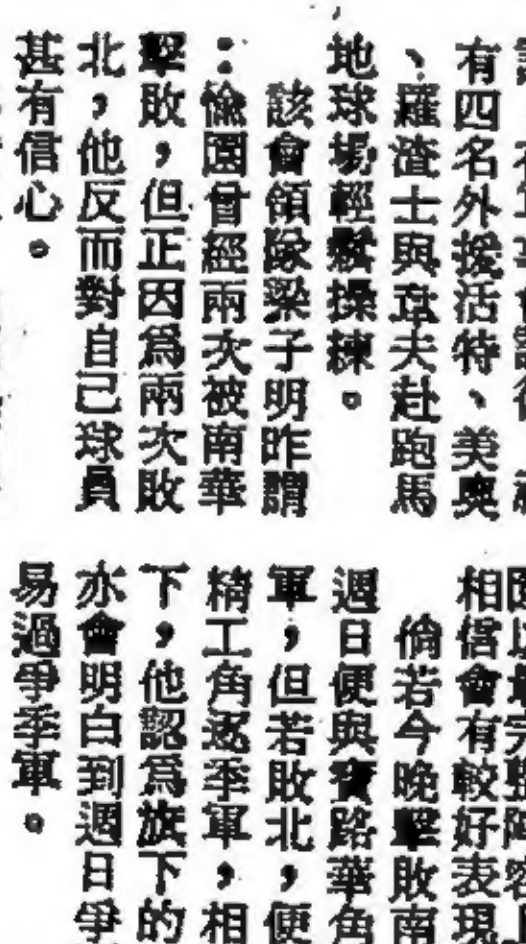 有四名外援活特、美奧
、羅渣士與韋夫赴跑馬
地球場輕鬆操練。
該會領隊梁子明昨謂
：愉園曾經兩次被南華
擊敗，但正因爲兩次敗
北，他反而對自己球員
甚有信心。
相信會有較好表現
倘若今晚擊敗南
週日便與寶路華角
軍，但若敗北，便
精工角逐季軍，相
下，他認爲旗下的
亦會明白到週日爭
易過爭季軍。